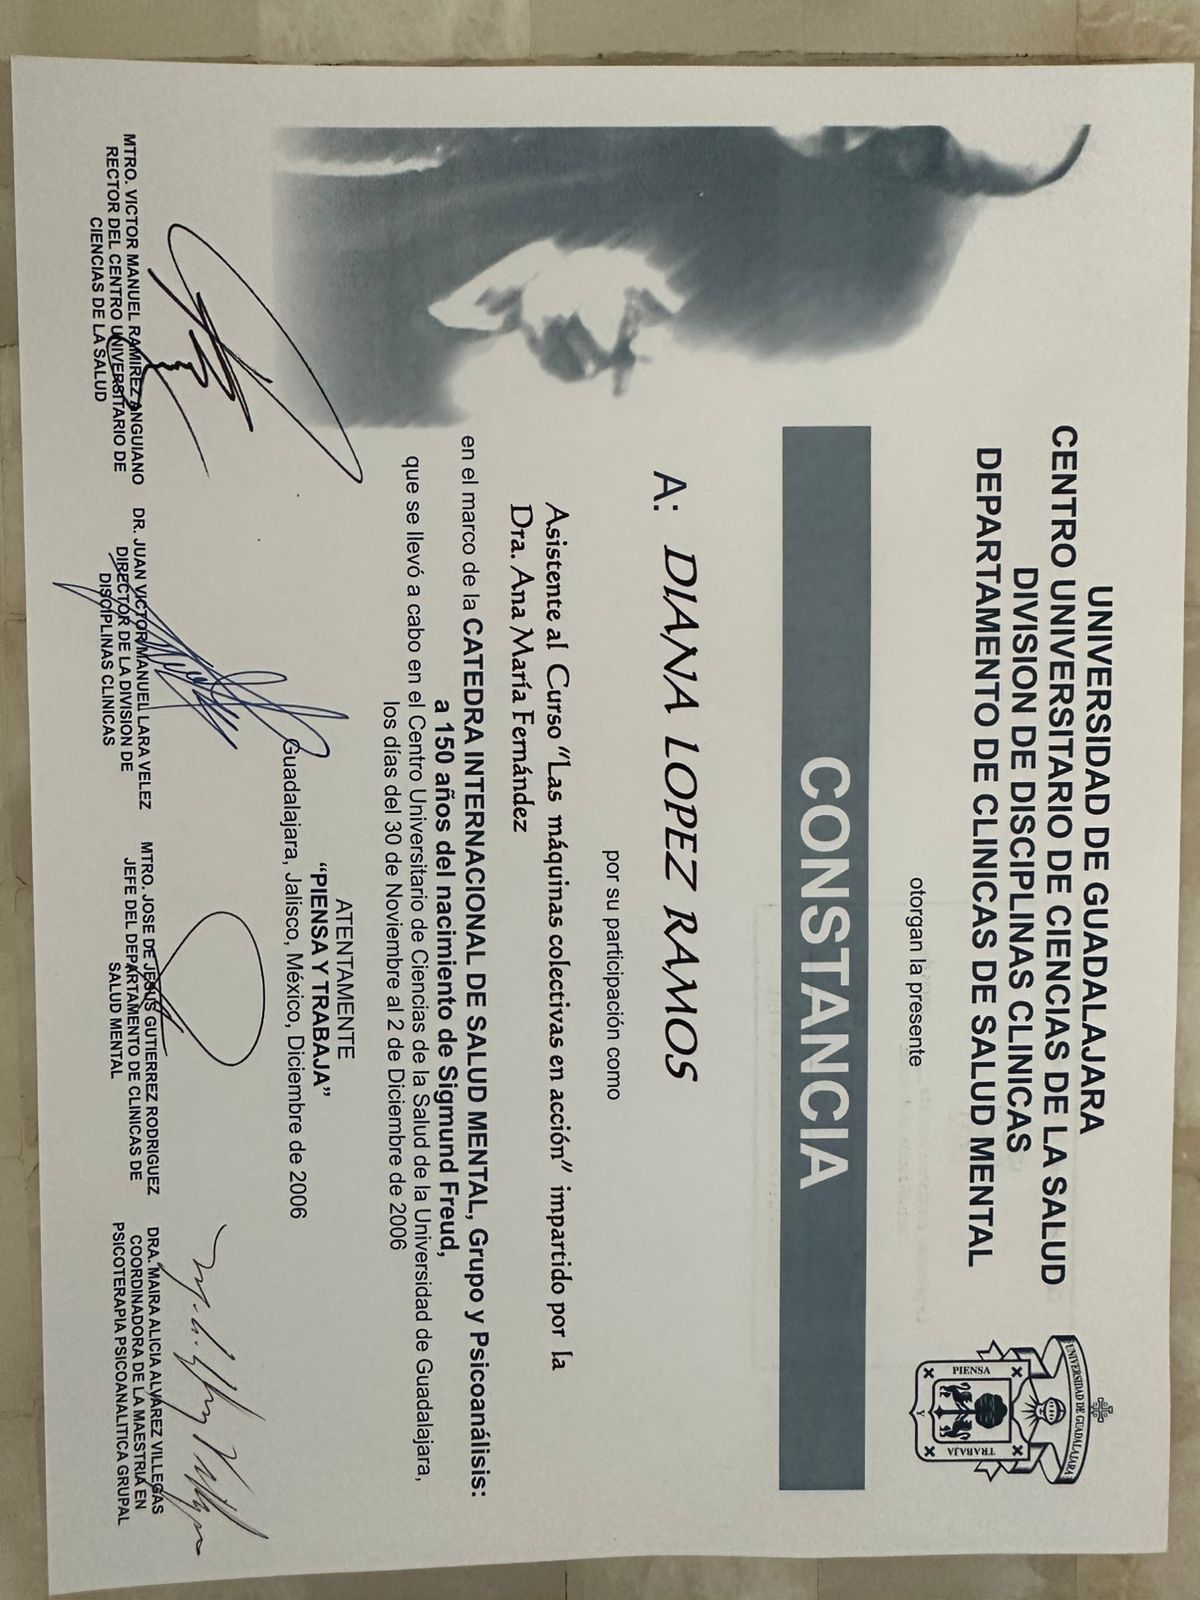 UNIVERSIDAD DE GUADALAJARA
CENTRO UNIVERSITARIO DE CIENCIAS DE LA SALUD
DIVISION DE DISCIPLINAS CLINICAS
DEPARTAMENTO DE CLINICAS DE SALUD MENTAL
UNIVERSIDAD DE GUADALAJARA
PIENSA
Y
TRABAJA
otorgan la presente
CONSTANCIA
A: DIANA LOPEZ RAMOS
por su participación como
Asistente al Curso "Las máquinas colectivas en acción" impartido por la
Dra. Ana María Fernández
en el marco de la CATEDRA INTERNACIONAL DE SALUD MENTAL, Grupo y Psicoanálisis:
a 150 años del nacimiento de Sigmund Freud,
que se llevó a cabo en el Centro Universitario de Ciencias de la Salud de la Universidad de Guadalajara,
los días del 30 de Noviembre al 2 de Diciembre de 2006
ATENTAMENTE
"PIENSA Y TRABAJA"
Guadalajara, Jalisco, México, Diciembre de 2006
MTRO. VICTOR MANUEL RAMIREZ ANGUIANO
RECTOR DEL CENTRO UNIVERSITARIO DE
CIENCIAS DE LA SALUD
DR. JUAN VICTOR MANUEL LARA VELEZ
DIRECTOR DE LA DIVISION DE
DISCIPLINAS CLINICAS
MTRO. JOSE DE JESUS GUTIERREZ RODRIGUEZ
JEFE DEL DEPARTAMENTO DE CLINICAS DE
SALUD MENTAL
DRA. MAIRA ALICIA ALVAREZ VILLEGAS
COORDINADORA DE LA MAESTRIA EN
PSICOTERAPIA PSICOANALITICA GRUPAL